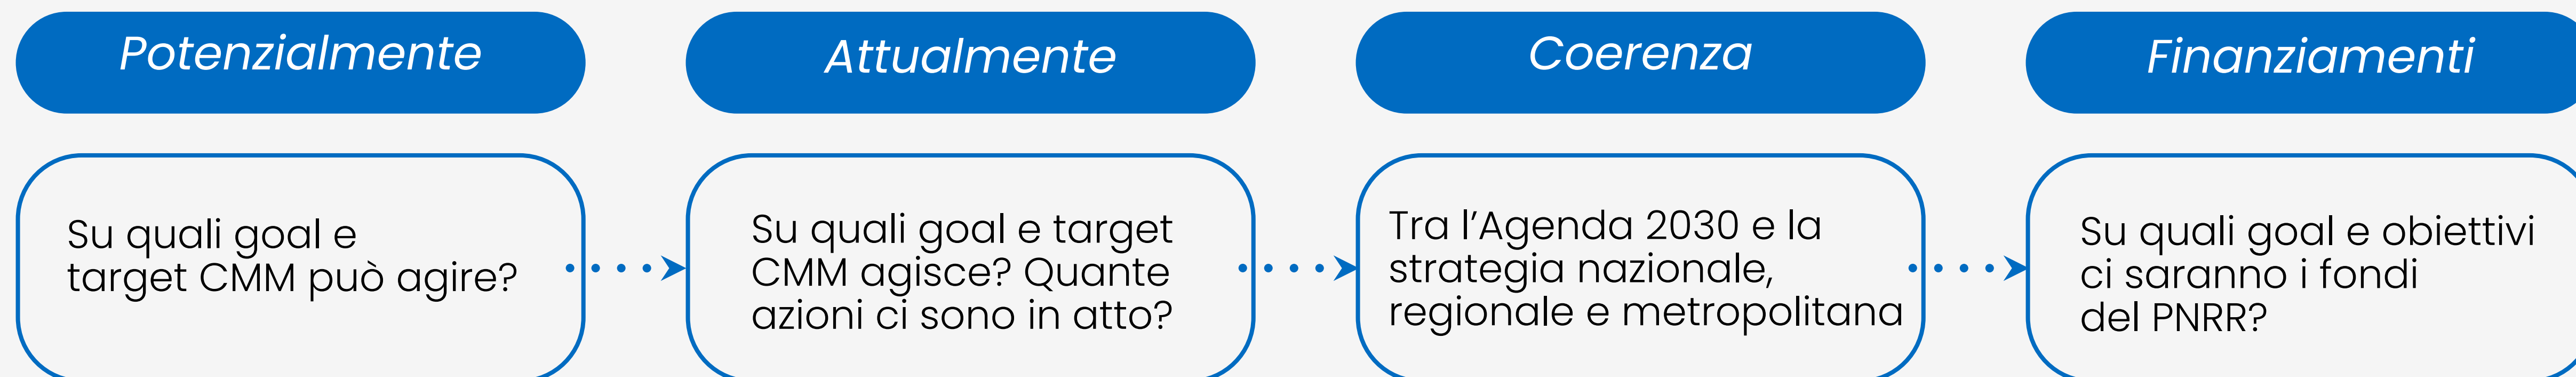 Potenzialmente
Attualmente
Coerenza
Finanziamenti
Su quali goal e
target CMM può agire?
Su quali goal e target
CMM agisce? Quante
azioni ci sono in atto?
Tra l’Agenda 2030 e la
strategia nazionale,
regionale e metropolitana
Su quali goal e obiettivi
ci saranno i fondi
del PNRR?